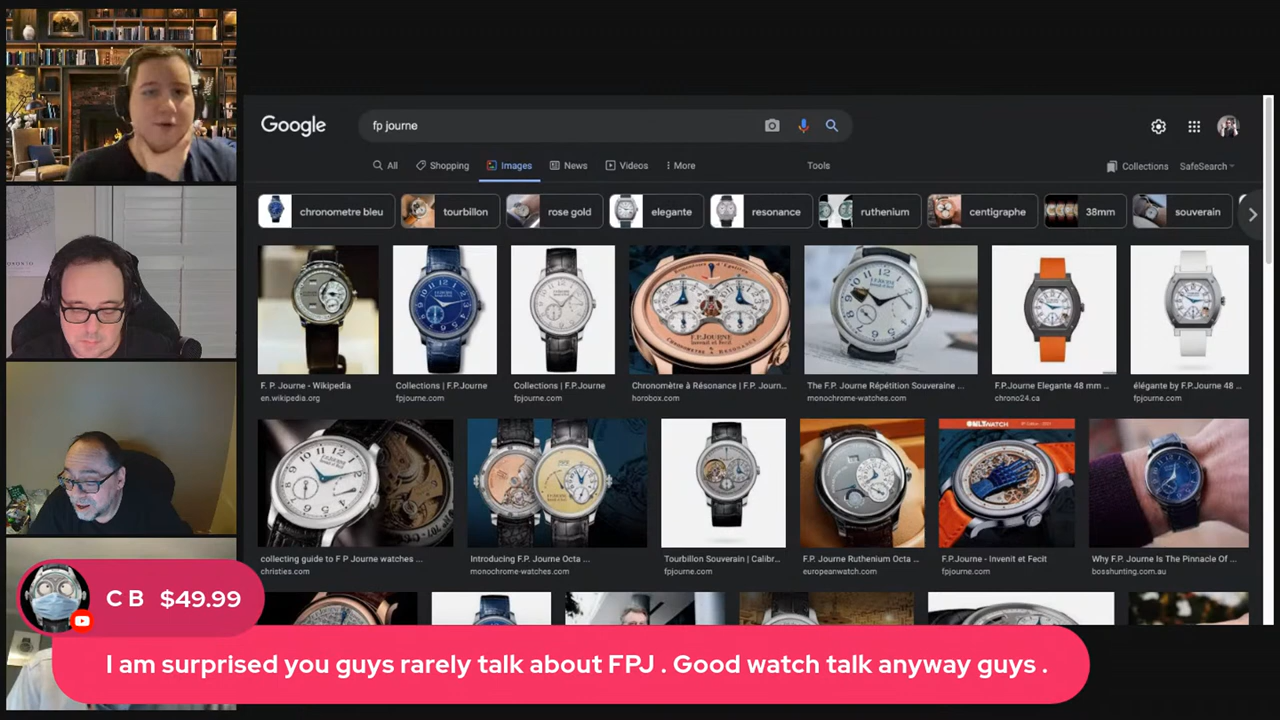 Google
fp journe
All Shopping Images News Videos More Tools Collections SafeSearch
chronometre bleu tourbillon rose gold elegante resonance ruthenium centigraphe 38mm souverain
F. P. Journe - Wikipedia
en.wikipedia.org
Collections | F.P.Journe
fpjourne.com
Collections | F.P.Journe
fpjourne.com
Chronomètre à Résonance | F.P. Journ...
horobox.com
The F.P. Journe Répétition Souveraine ...
monochrome-watches.com
F.P.Journe Elegante 48 mm ...
chrono24.ca
élégante by F.P.Journe 48 ...
fpjourne.com
ONLY WATCH
collecting guide to F P Journe watches ...
christies.com
Introducing F.P. Journe Octa ...
monochrome-watches.com
Tourbillon Souverain | Calibr...
fpjourne.com
F.P. Journe Ruthenium Octa ...
europeanwatch.com
F.P.Journe - Invenit et Fecit
fpjourne.com
Why F.P. Journe Is The Pinnacle Of ...
bosshunting.com.au
C B $49.99
I am surprised you guys rarely talk about FPJ . Good watch talk anyway guys .